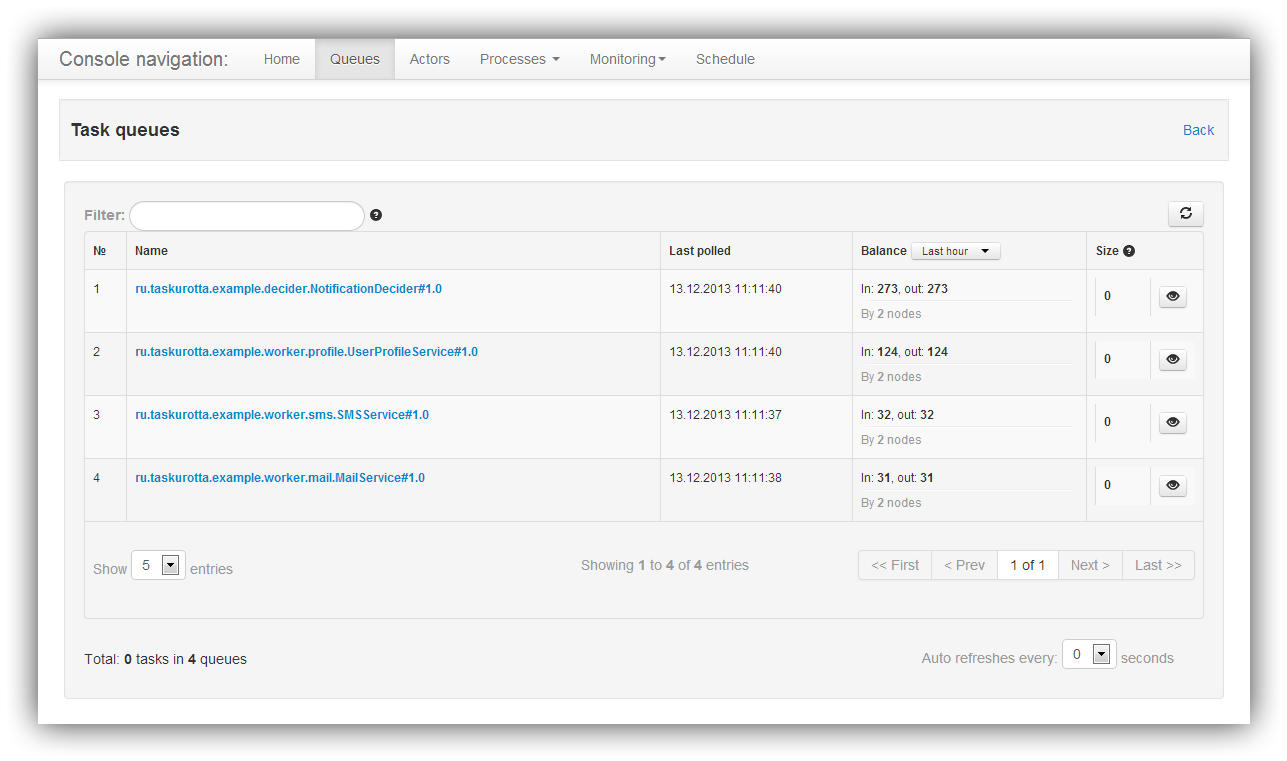 Console navigation: Home Queues Actors Processes Monitoring Schedule
Task queues Back
Filter:
№ Name Last polled Balance Last hour Size
1 ru.taskurotta.example.decider.NotificationDecider#1.0 13.12.2013 11:11:40 In: 273, out: 273 0
By 2 nodes
2 ru.taskurotta.example.worker.profile.UserProfileService#1.0 13.12.2013 11:11:40 In: 124, out: 124 0
By 2 nodes
3 ru.taskurotta.example.worker.sms.SMSService#1.0 13.12.2013 11:11:37 In: 32, out: 32 0
By 2 nodes
4 ru.taskurotta.example.worker.mail.MailService#1.0 13.12.2013 11:11:38 In: 31, out: 31 0
By 2 nodes
Show 5 entries Showing 1 to 4 of 4 entries << First < Prev 1 of 1 Next > Last >>
Total: 0 tasks in 4 queues Auto refreshes every: 0 seconds